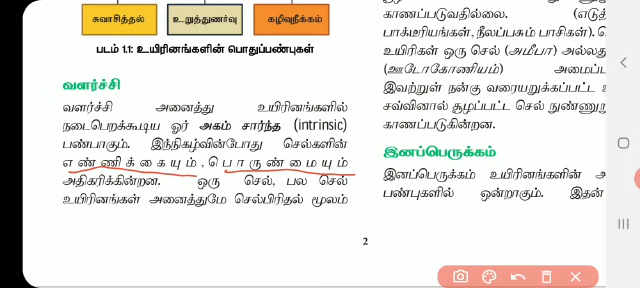 சுவாசித்தல்
உறுத்துணர்வு
கழிவுநீக்கம்
படம் 1.1: உயிரினங்களின் பொதுப்பண்புகள்
வளர்ச்சி
வளர்ச்சி அனைத்து உயிரினங்களில்
நடைபெறக்கூடிய ஓர் அகம் சார்ந்த (intrinsic)
பண்பாகும். இந்நிகழ்வின்போது செல்களின்
எண்ணிக்கையும், பொருண்மையும்
அதிகரிக்கின்றன. ஒரு செல், பல செல்
உயிரினங்கள் அனைத்துமே செல்பிரிதல் மூலம்
காணப்படுவதில்லை. (எடுத்
பாக்டீரியங்கள், நீலப்பசும் பாசிகள்).
உயிரிகள் ஒரு செல் (அமீபா) அல்லது
(ஊடோகோணியம்) அமைப்
இவற்றுள் நன்கு வரையறுக்கப்பட்ட
சவ்வினால் சூழப்பட்ட செல் நுண்ணுறு
காணப்படுகின்றன.
இனப்பெருக்கம்
இனப்பெருக்கம் உயிரினங்களின்
பண்புகளில் ஒன்றாகும். இதன்
2